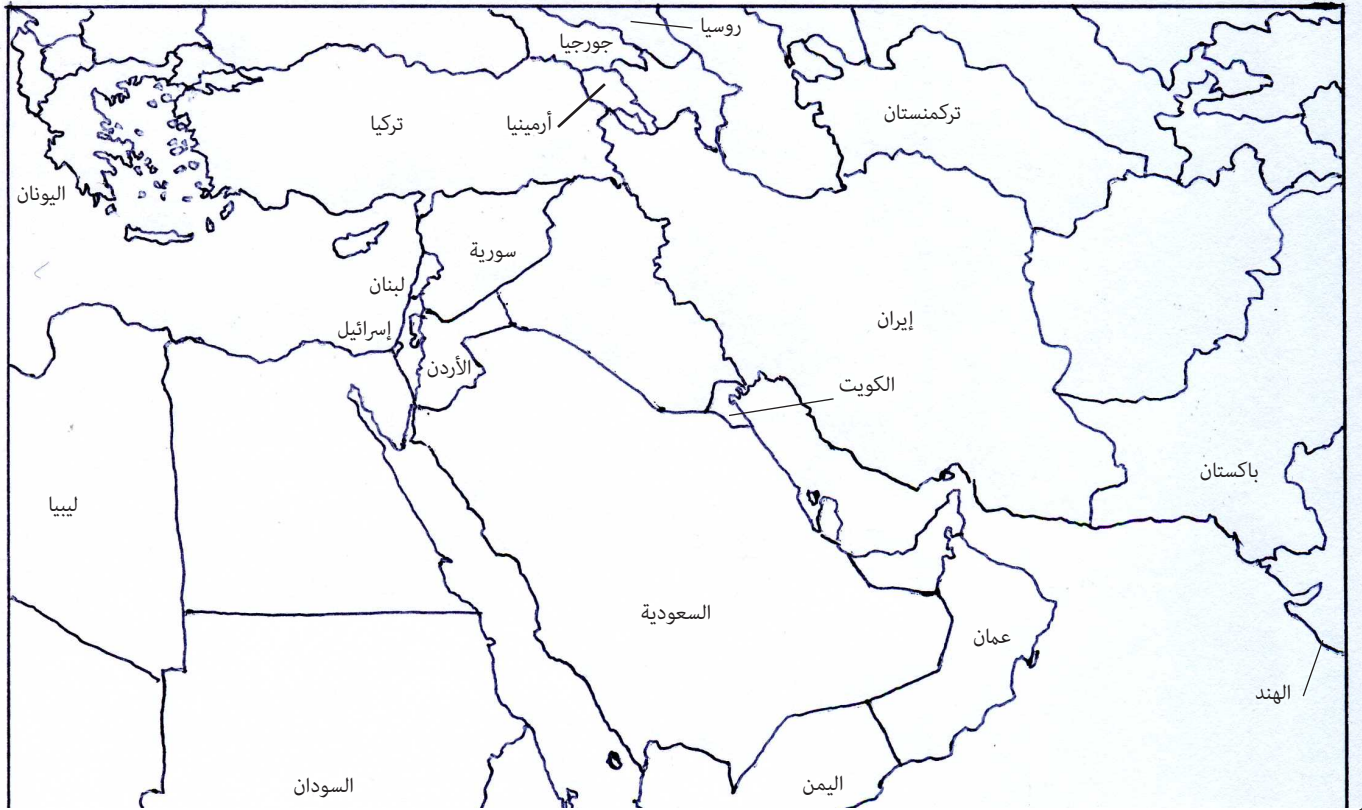 روسيا
جورجيا
تركمنستان
تركيا
أرمينيا
اليونان
سورية
لبنان
إيران
إسرائيل
الأردن
الكويت
باكستان
ليبيا
السعودية
عمان
الهند
اليمن
السودان